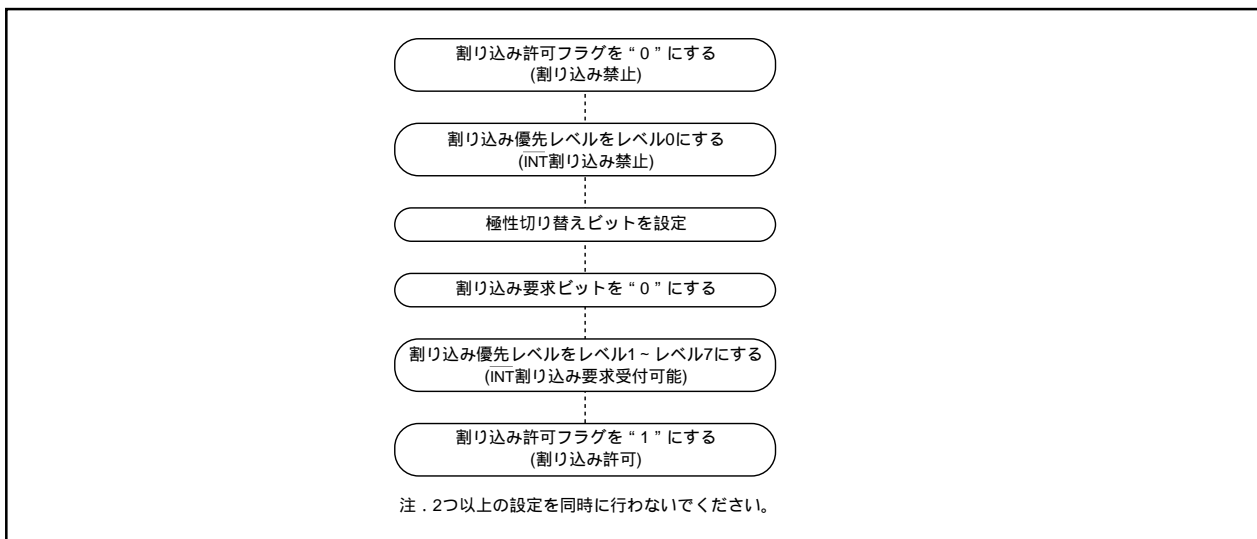 割り込み許可フラグを“0”にする
(割り込み禁止)
割り込み優先レベルをレベル0にする
(INT割り込み禁止)
極性切り替えビットを設定
割り込み要求ビットを“0”にする
割り込み優先レベルをレベル1~レベル7にする
(INT割り込み要求受付可能)
割り込み許可フラグを“1”にする
(割り込み許可)
注．2つ以上の設定を同時に行わないでください。